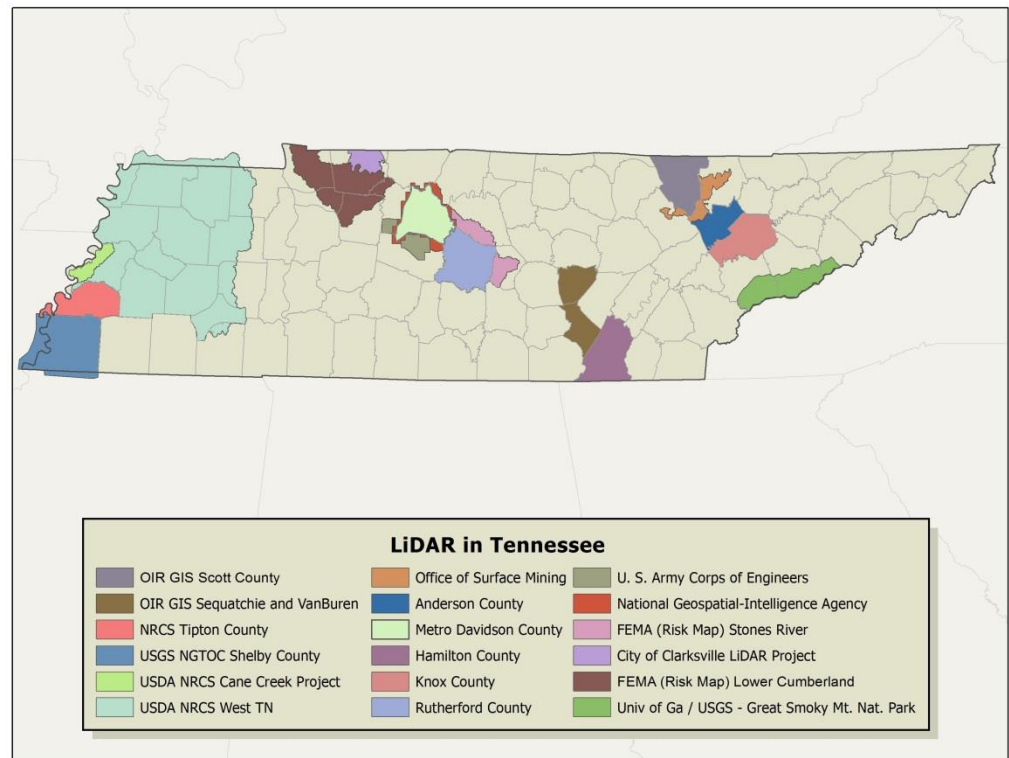 LiDAR in Tennessee
OIR GIS Scott County
OIR GIS Sequatchie and VanBuren
NRCS Tipton County
USGS NGTOC Shelby County
USDA NRCS Cane Creek Project
USDA NRCS West TN
Office of Surface Mining
Anderson County
Metro Davidson County
Hamilton County
Knox County
Rutherford County
U. S. Army Corps of Engineers
National Geospatial-Intelligence Agency
FEMA (Risk Map) Stones River
City of Clarksville LiDAR Project
FEMA (Risk Map) Lower Cumberland
Univ of Ga / USGS - Great Smoky Mt. Nat. Park